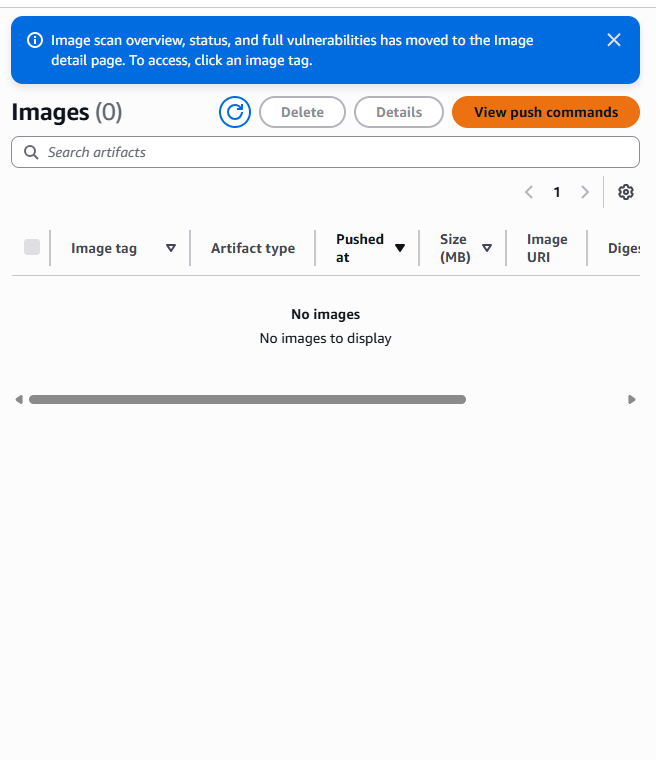 Image scan overview, status, and full vulnerabilities has moved to the Image
detail page. To access, click an image tag.
Images (0)
Delete
Details
View push commands
Search artifacts
1
Image tag
Artifact type
Pushed
at
Size
(MB)
Image
URI
Diges
No images
No images to display